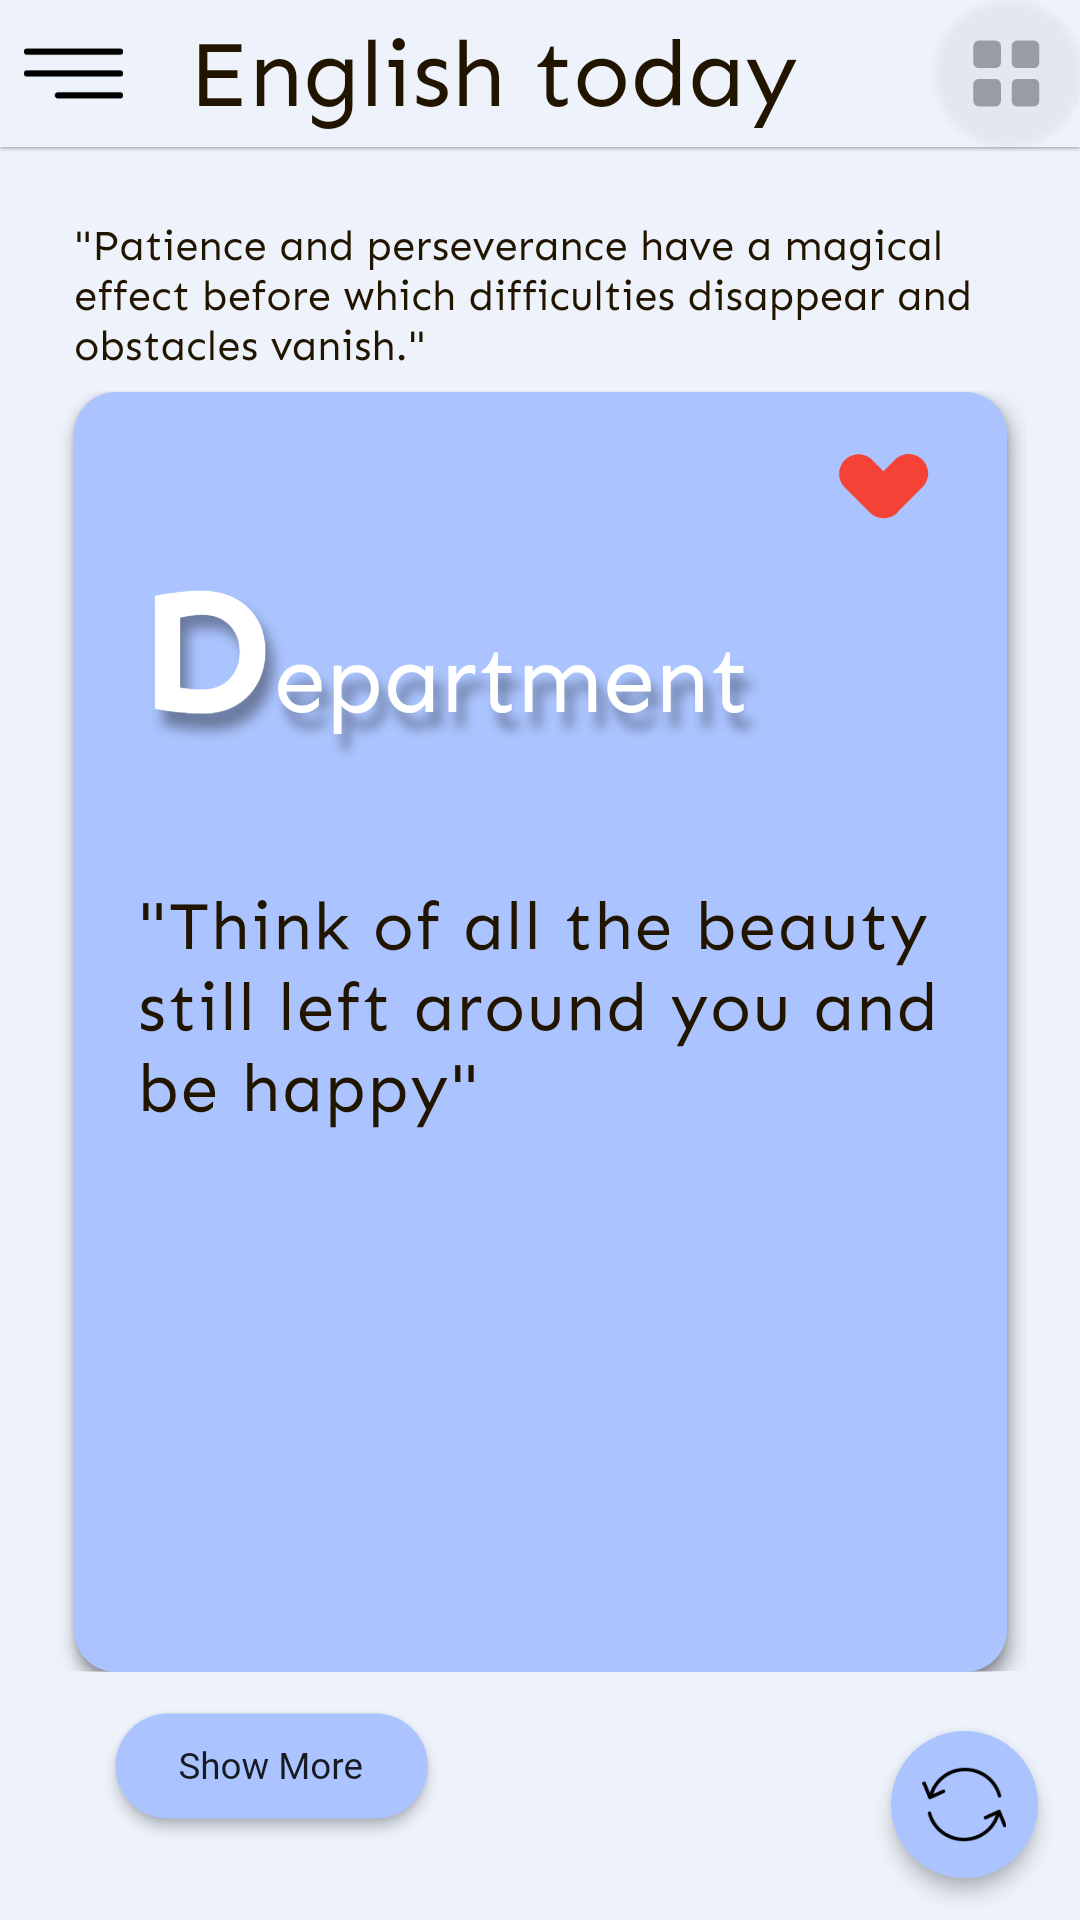 English today
"Patience and perseverance have a magical
effect before which difficulties disappear and
obstacles vanish."
Department
"Think of all the beauty
still left around you and
be happy"
Show More